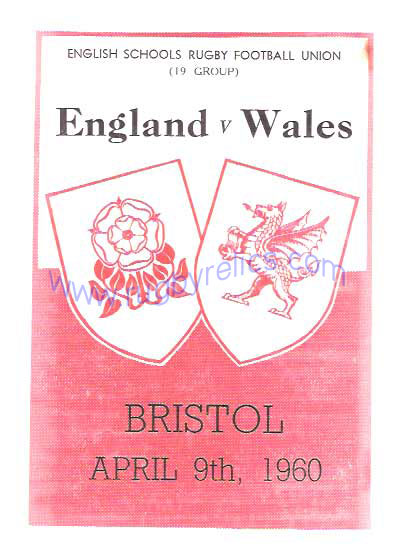 ENGLISH SCHOOLS RUGBY FOOTBALL UNION
(19 GROUP)
England v Wales
www.rugbyrelics.com
BRISTOL
APRIL 9th, 1960